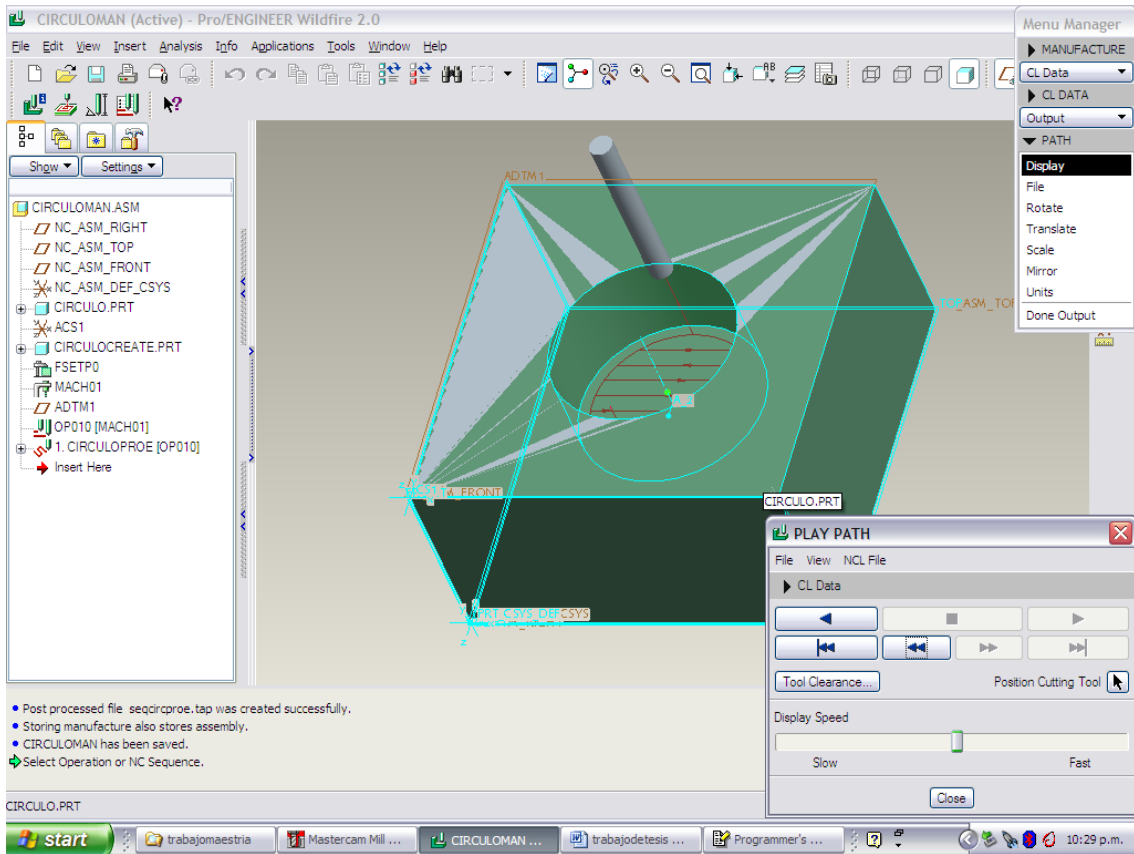 CIRCULOMAN (Active) - Pro/ENGINEER Wildfire 2.0
File Edit View Insert Analysis Info Applications Tools Window Help
Show Settings
CIRCULOMAN.ASM
NC_ASM_RIGHT
NC_ASM_TOP
NC_ASM_FRONT
NC_ASM_DEF_CSYS
CIRCULO.PRT
ACS1
CIRCULOCREATE.PRT
FSETP0
MACH01
ADTM1
OP010 [MACH01]
1. CIRCULOPROE [OP010]
Insert Here
ADTM1
Menu Manager
MANUFACTURE
CL Data
CL DATA
Output
PATH
Display
File
Rotate
Translate
Scale
Mirror
Units
Done Output
CIRCULO.PRT
PLAY PATH
File View NCL File
CL Data
Tool Clearance...
Position Cutting Tool
Display Speed
Slow Fast
Close
Post processed file seqcircproe.tap was created successfully.
Storing manufacture also stores assembly.
CIRCULOMAN has been saved.
Select Operation or NC Sequence.
CIRCULO.PRT
start trabajomaestria Mastercam Mill ... CIRCULOMAN ... trabajodetesis ... Programmer's ... 10:29 p.m.